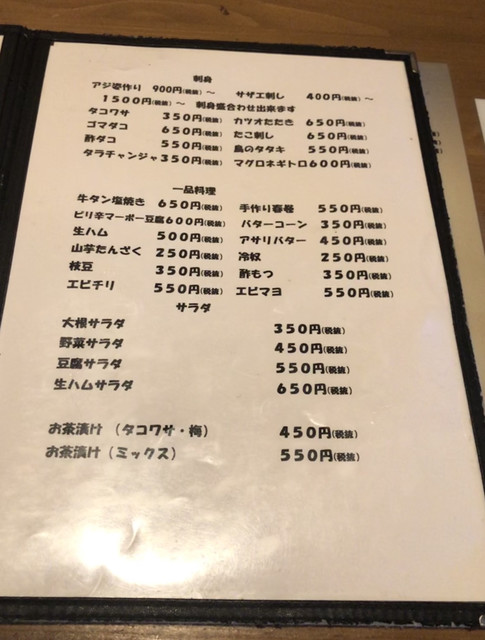 刺身
アジ姿作り 900円(税抜)～ サザエ刺し 400円(税抜)～
1500円(税抜)～ 刺身盛合わせ出来ます
タコワサ 350円(税抜) カツオたたき 650円(税抜)
ゴマダコ 650円(税抜) たこ刺し 650円(税抜)
酢ダコ 550円(税抜) 鳥のタタキ 550円(税抜)
タラチャンジャ 350円(税抜) マグロネギトロ 600円(税抜)
一品料理
牛タン塩焼き 650円(税抜) 手作り春巻 550円(税抜)
ピリ辛マーボー豆腐 600円(税抜) バターコーン 350円(税抜)
生ハム 500円(税抜) アサリバター 450円(税抜)
山芋たんざく 250円(税抜) 冷奴 250円(税抜)
枝豆 350円(税抜) 酢もつ 350円(税抜)
エビチリ 550円(税抜) エビマヨ 550円(税抜)
サラダ
大根サラダ 350円(税抜)
野菜サラダ 450円(税抜)
豆腐サラダ 550円(税抜)
生ハムサラダ 650円(税抜)
お茶漬け (タコワサ・梅) 450円(税抜)
お茶漬け(ミックス) 550円(税抜)